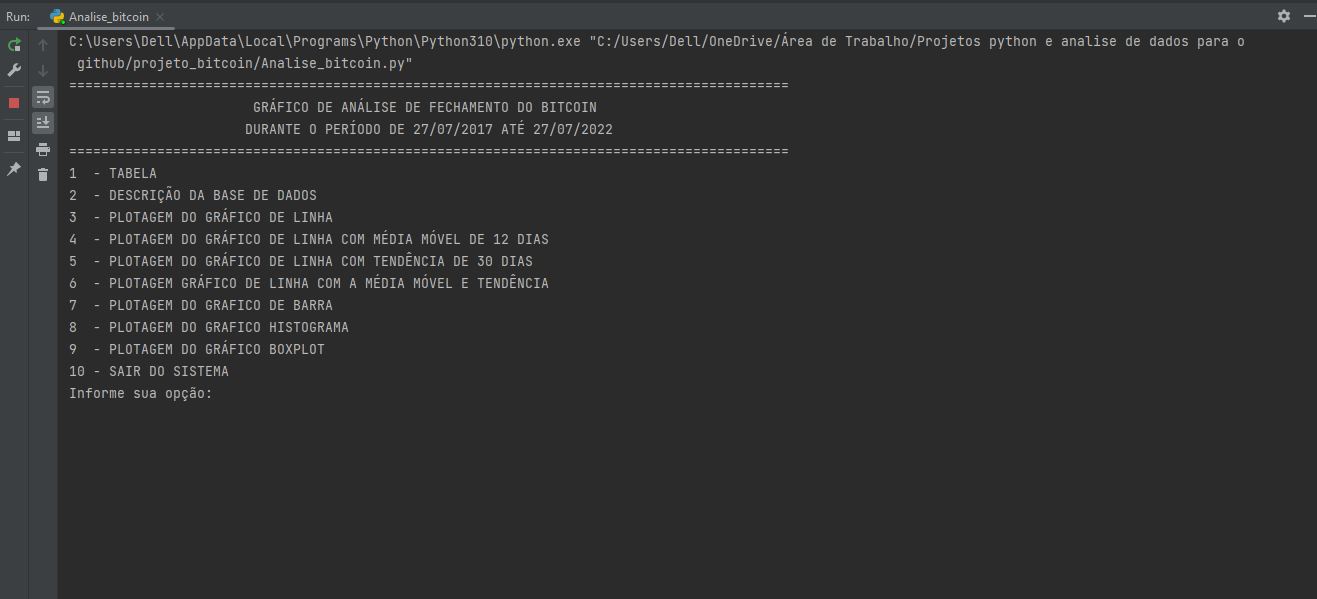 Run: Analise_bitcoin
C:\Users\Dell\AppData\Local\Programs\Python\Python310\python.exe "C:/Users/Dell/OneDrive/Área de Trabalho/Projetos python e analise de dados para o
github/projeto_bitcoin/Analise_bitcoin.py"
==========================================================================================
GRÁFICO DE ANÁLISE DE FECHAMENTO DO BITCOIN
DURANTE O PERÍODO DE 27/07/2017 ATÉ 27/07/2022
==========================================================================================
1  - TABELA
2  - DESCRIÇÃO DA BASE DE DADOS
3  - PLOTAGEM DO GRÁFICO DE LINHA
4  - PLOTAGEM DO GRÁFICO DE LINHA COM MÉDIA MÓVEL DE 12 DIAS
5  - PLOTAGEM DO GRÁFICO DE LINHA COM TENDÊNCIA DE 30 DIAS
6  - PLOTAGEM GRÁFICO DE LINHA COM A MÉDIA MÓVEL E TENDÊNCIA
7  - PLOTAGEM DO GRAFICO DE BARRA
8  - PLOTAGEM DO GRAFICO HISTOGRAMA
9  - PLOTAGEM DO GRÁFICO BOXPLOT
10 - SAIR DO SISTEMA
Informe sua opção: